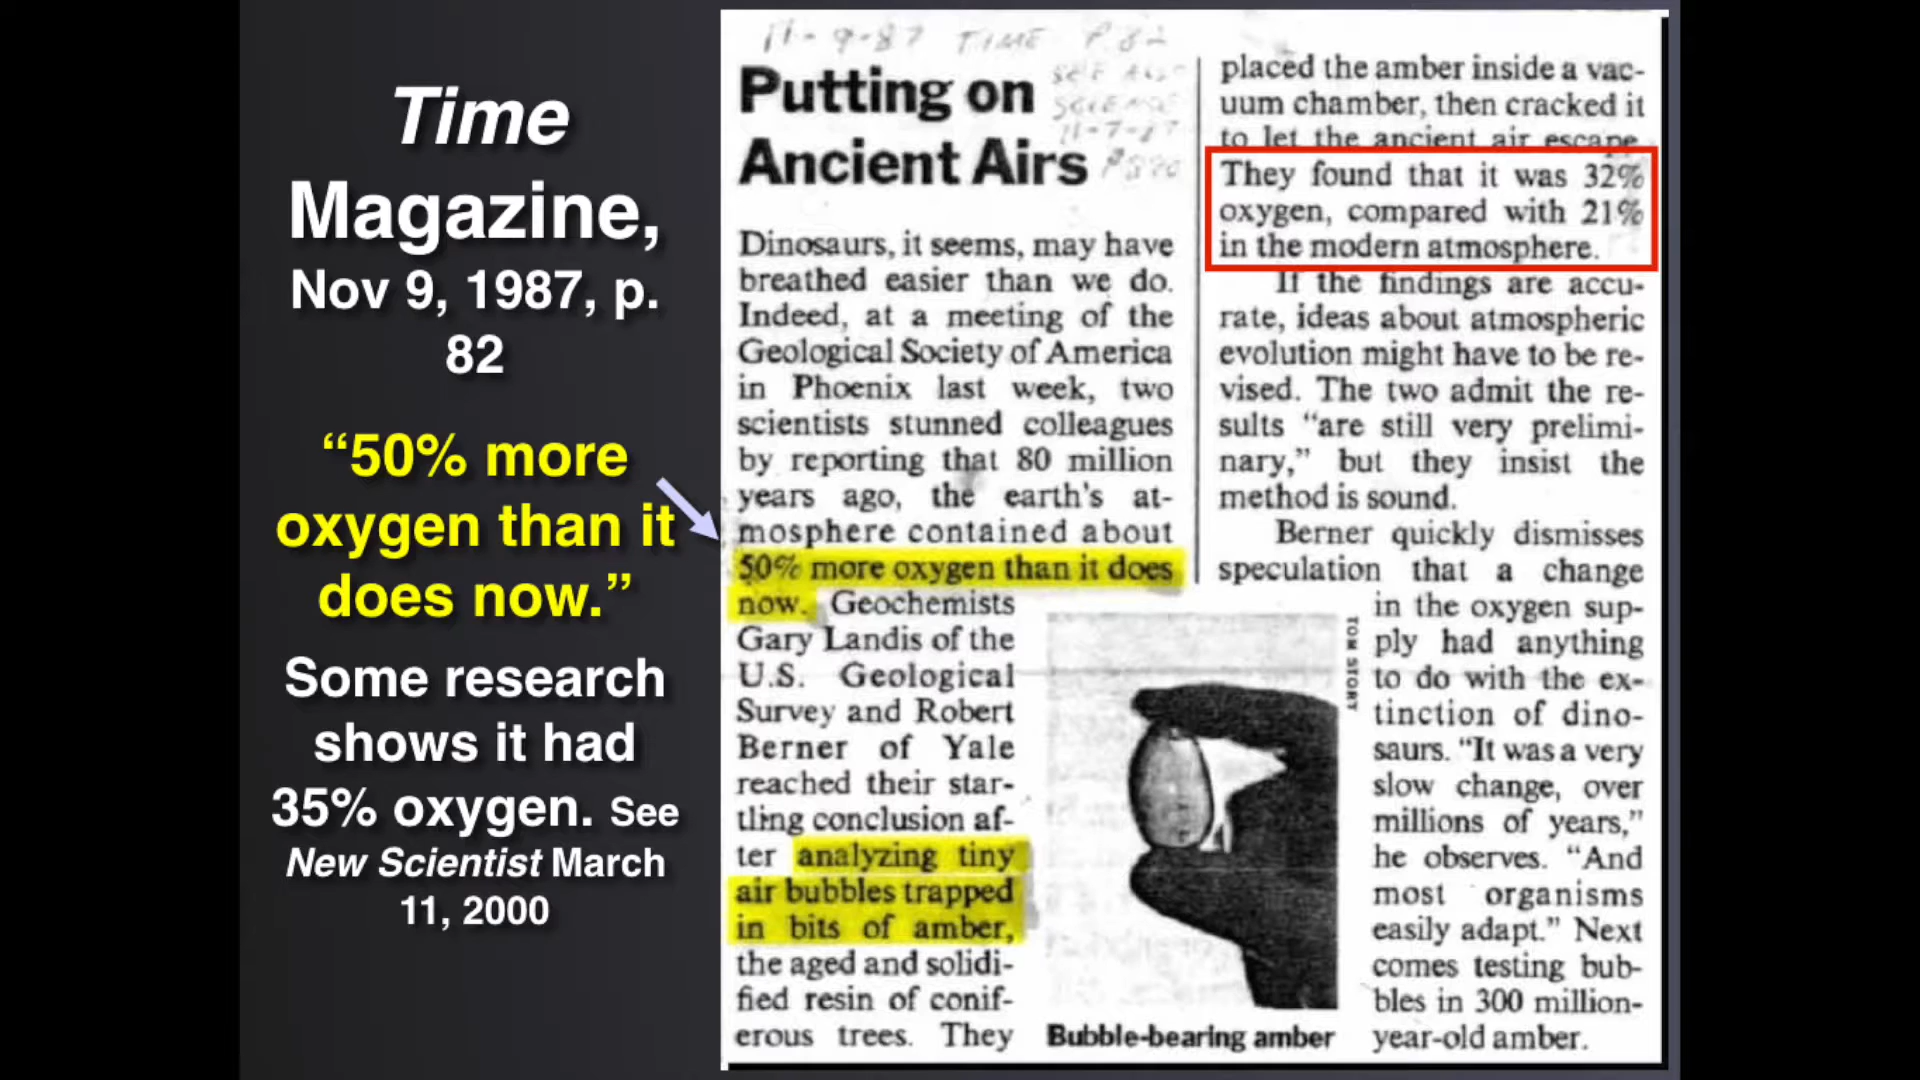 Time
Magazine,
Nov 9, 1987, p.
82
“50% more
oxygen than it
does now.”
Some research
shows it had
35% oxygen. See
New Scientist March
11, 2000
11-9-87 TIME P.82
Putting on
Ancient Airs
SEE ALSO
SCIENCE
11-7-87
Dinosaurs, it seems, may have
breathed easier than we do.
Indeed, at a meeting of the
Geological Society of America
in Phoenix last week, two
scientists stunned colleagues
by reporting that 80 million
years ago, the earth's at-
mosphere contained about
50% more oxygen than it does
now. Geochemists
Gary Landis of the
U.S. Geological
Survey and Robert
Berner of Yale
reached their star-
tling conclusion af-
ter analyzing tiny
air bubbles trapped
in bits of amber,
the aged and solidi-
fied resin of conif-
erous trees. They
placed the amber inside a vac-
uum chamber, then cracked it
to let the ancient air escape.
They found that it was 32%
oxygen, compared with 21%
in the modern atmosphere.
If the findings are accu-
rate, ideas about atmospheric
evolution might have to be re-
vised. The two admit the re-
sults “are still very prelimi-
nary,” but they insist the
method is sound.
Berner quickly dismisses
speculation that a change
in the oxygen sup-
ply had anything
to do with the ex-
tinction of dino-
saurs. “It was a very
slow change, over
millions of years,”
he observes. “And
most organisms
easily adapt.” Next
comes testing bub-
bles in 300 million-
year-old amber.
TOM STORY
Bubble-bearing amber